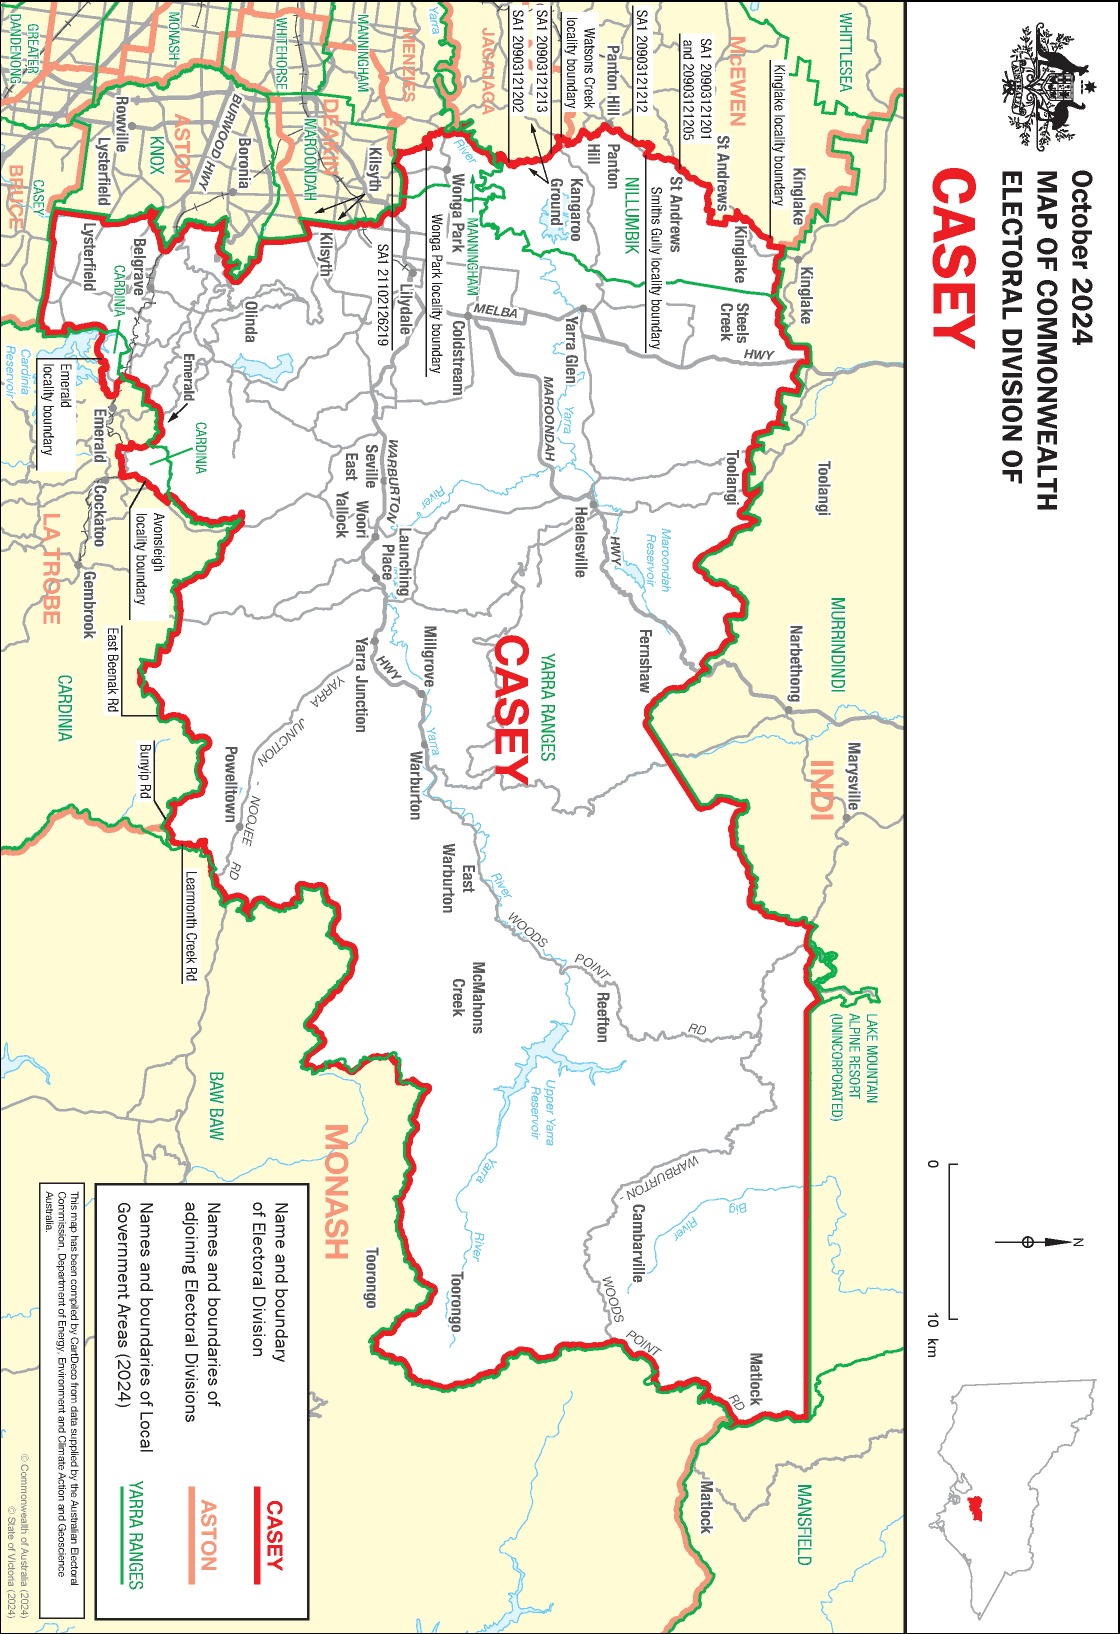 October 2024
MAP OF COMMONWEALTH
ELECTORAL DIVISION OF
CASEY
N
0
10 km
WHITTLESEA
McEWEN
Kinglake locality boundary
Kinglake
Kinglake
Kinglake
SA1 20903121201
and 20903121205
St Andrews
St Andrews
SA1 20903121212
Panton Hill
Panton
Hill
Watsons Creek
locality boundary
SA1 20903121213
SA1 20903121202
NILLUMBIK
Smiths Gully locality boundary
Kangaroo
Ground
Steels
Creek
HWY
MELBA
Yarra Glen
JAGAJAGA
Yarra
MENZIES
MANNINGHAM
River
Wonga Park
MANNINGHAM
Wonga Park locality boundary
Coldstream
MAROONDAH
Yarra
Toolangi
Toolangi
MURRINDINDI
Narbethong
INDI
Marysville
LAKE MOUNTAIN
ALPINE RESORT
(UNINCORPORATED)
Maroondah
Reservoir
Healesville
HWY
Fernshaw
River
CASEY
YARRA RANGES
WHITEHORSE
DEAKIN
MAROONDAH
Kilsyth
Kilsyth
SA1 21102126219
Lilydale
MONASH
GREATER
DANDENONG
BURWOOD HWY
Boronia
ASTON
KNOX
Rowville
Lysterfield
BRUCE
CASEY
Lysterfield
Belgrave
CARDINIA
Olinda
Emerald
Cardinia
Reservoir
Emerald
locality boundary
Emerald
CARDINIA
Cockatoo
Avonsleigh
locality boundary
LA TROBE
Gembrook
East Beenak Rd
CARDINIA
Bunyip Rd
Learmonth Creek Rd
WARBURTON
Seville
East
Woori
Yallock
Launching
Place
Yarra Junction
HWY
Millgrove
Yarra
Warburton
YARRA
JUNCTION
-
NOOJEE
RD
Powelltown
East
Warburton
River
WOODS
POINT
RD
McMahons
Creek
Reefton
Upper Yarra
Reservoir
Yarra
River
WARBURTON
-
WOODS
POINT
RD
Big
River
Cambarville
Toorongo
Toorongo
Matlock
Matlock
MANSFIELD
BAW BAW
MONASH
Name and boundary
of Electoral Division
CASEY
Names and boundaries of
adjoining Electoral Divisions
ASTON
Names and boundaries of Local
Government Areas (2024)
YARRA RANGES
This map has been compiled by CartDeco from data supplied by the Australian Electoral
Commission, Department of Energy, Environment and Climate Action and Geoscience
Australia.
© Commonwealth of Australia (2024)
© State of Victoria (2024)